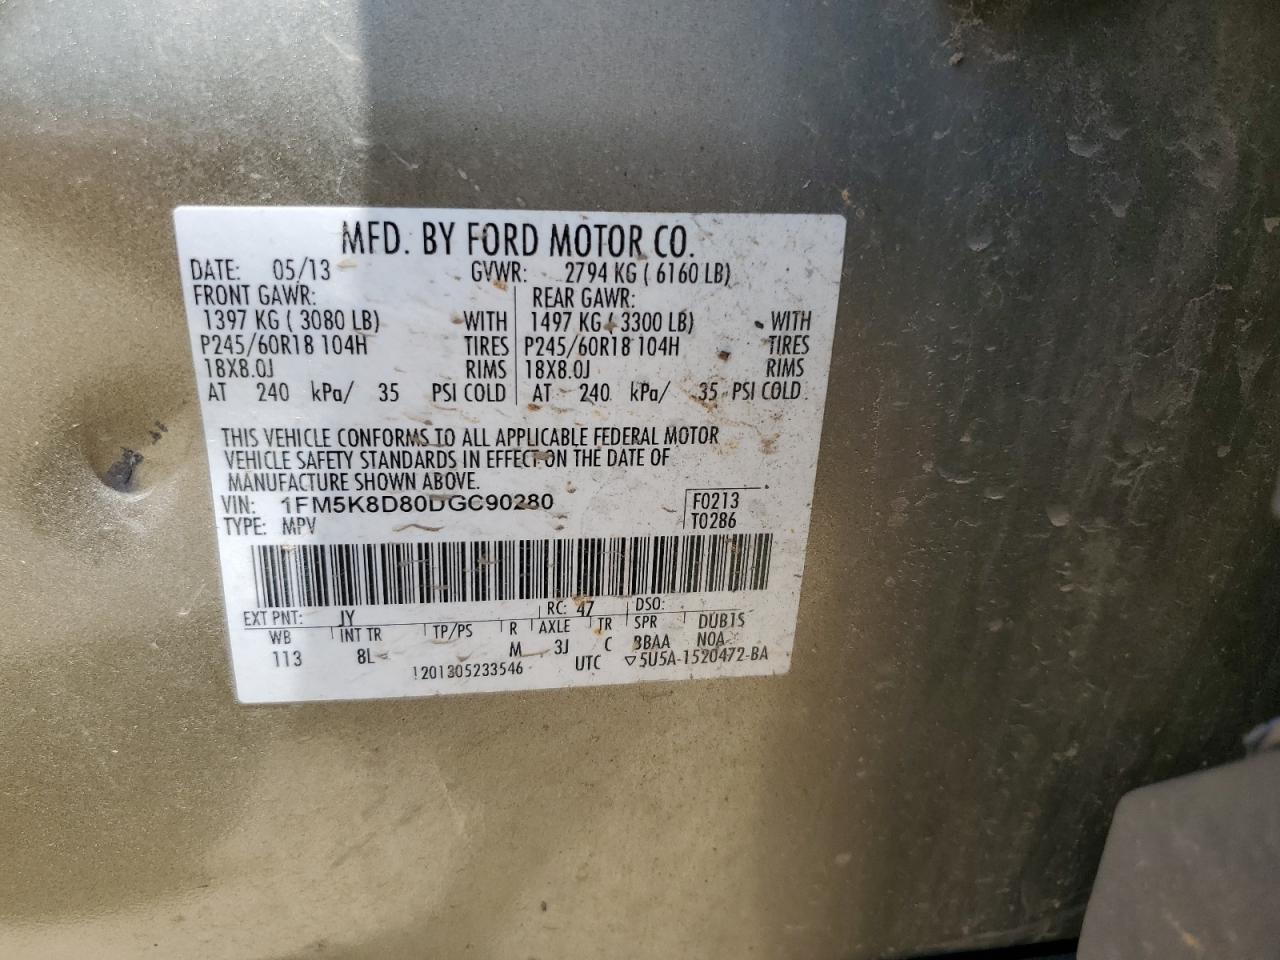 MFD. BY FORD MOTOR CO.
DATE: 05/13 GVWR: 2794 KG ( 6160 LB)
FRONT GAWR: REAR GAWR:
1397 KG ( 3080 LB) WITH 1497 KG ( 3300 LB) WITH
P245/60R18 104H TIRES P245/60R18 104H TIRES
18X8.0J RIMS 18X8.0J RIMS
AT 240 kPa/ 35 PSI COLD AT 240 kPa/ 35 PSI COLD
THIS VEHICLE CONFORMS TO ALL APPLICABLE FEDERAL MOTOR
VEHICLE SAFETY STANDARDS IN EFFECT ON THE DATE OF
MANUFACTURE SHOWN ABOVE.
VIN: 1FM5K8D80DGC90280 F0213
TYPE: MPV T0286
EXT PNT: JY RC: 47 DSO:
WB INT TR TP/PS R AXLE TR SPR DUB1S
113 8L M 3J C BBAA NOA
1201305233546 UTC ▽5U5A-1520472-BA